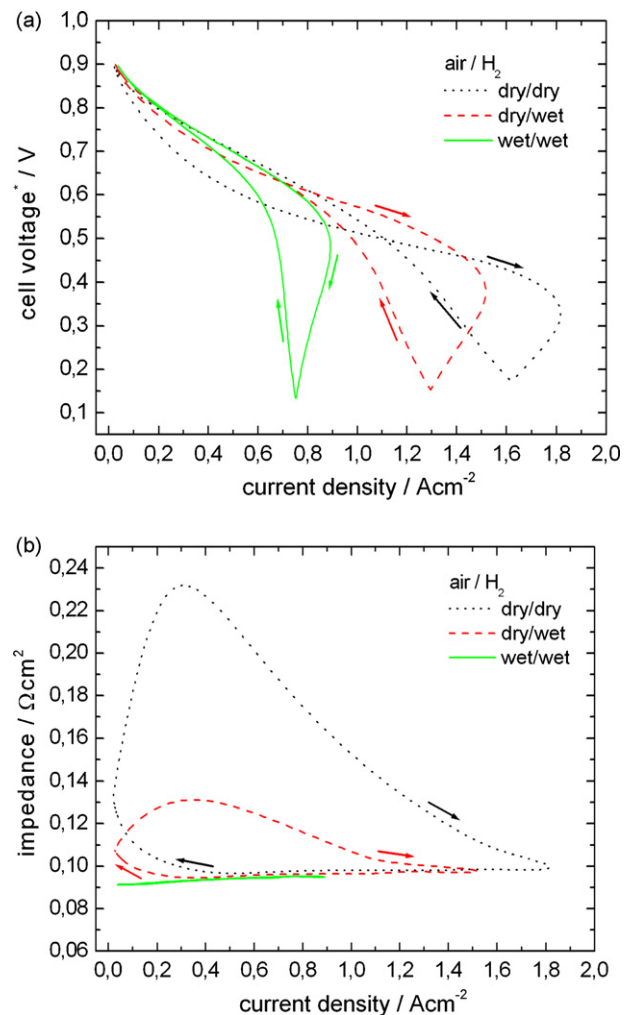 (a)
1,0
0,9
0,8
0,7
0,6
0,5
0,4
0,3
0,2
0,1
cell voltage* / V
air / H2
dry/dry
dry/wet
wet/wet
0,0 0,2 0,4 0,6 0,8 1,0 1,2 1,4 1,6 1,8 2,0
current density / Acm-2
(b)
0,24
0,22
0,20
0,18
0,16
0,14
0,12
0,10
0,08
0,06
impedance / Ωcm2
air / H2
dry/dry
dry/wet
wet/wet
0,0 0,2 0,4 0,6 0,8 1,0 1,2 1,4 1,6 1,8 2,0
current density / Acm-2